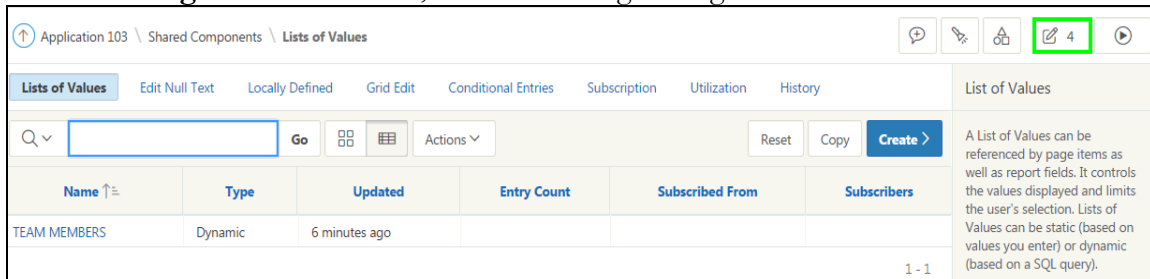 Application 103 \ Shared Components \ Lists of Values
4
Lists of Values Edit Null Text Locally Defined Grid Edit Conditional Entries Subscription Utilization History
Go Actions Reset Copy Create >
Name Type Updated Entry Count Subscribed From Subscribers
TEAM MEMBERS Dynamic 6 minutes ago
1 - 1
List of Values
A List of Values can be
referenced by page items as
well as report fields. It controls
the values displayed and limits
the user's selection. Lists of
Values can be static (based on
values you enter) or dynamic
(based on a SQL query).